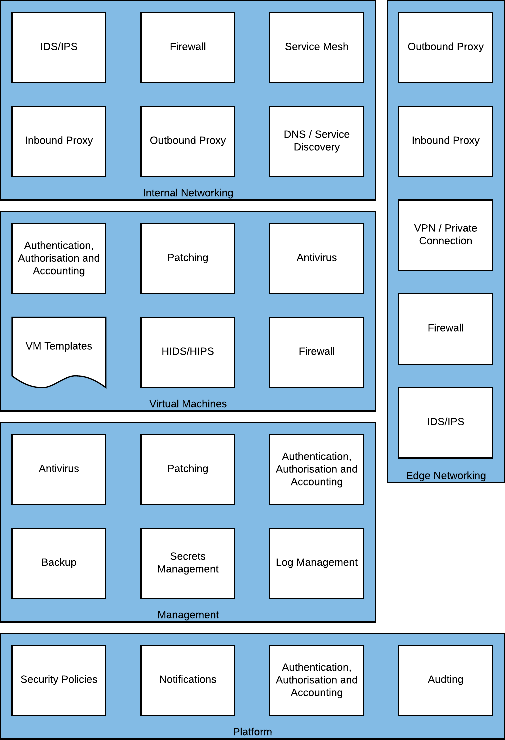 IDS/IPS
Firewall
Service Mesh
Inbound Proxy
Outbound Proxy
DNS / Service
Discovery
Internal Networking
Outbound Proxy
Inbound Proxy
VPN / Private
Connection
Firewall
IDS/IPS
Edge Networking
Authentication,
Authorisation and
Accounting
Patching
Antivirus
VM Templates
HIDS/HIPS
Firewall
Virtual Machines
Antivirus
Patching
Authentication,
Authorisation and
Accounting
Backup
Secrets
Management
Log Management
Management
Security Policies
Notifications
Authentication,
Authorisation and
Accounting
Audting
Platform